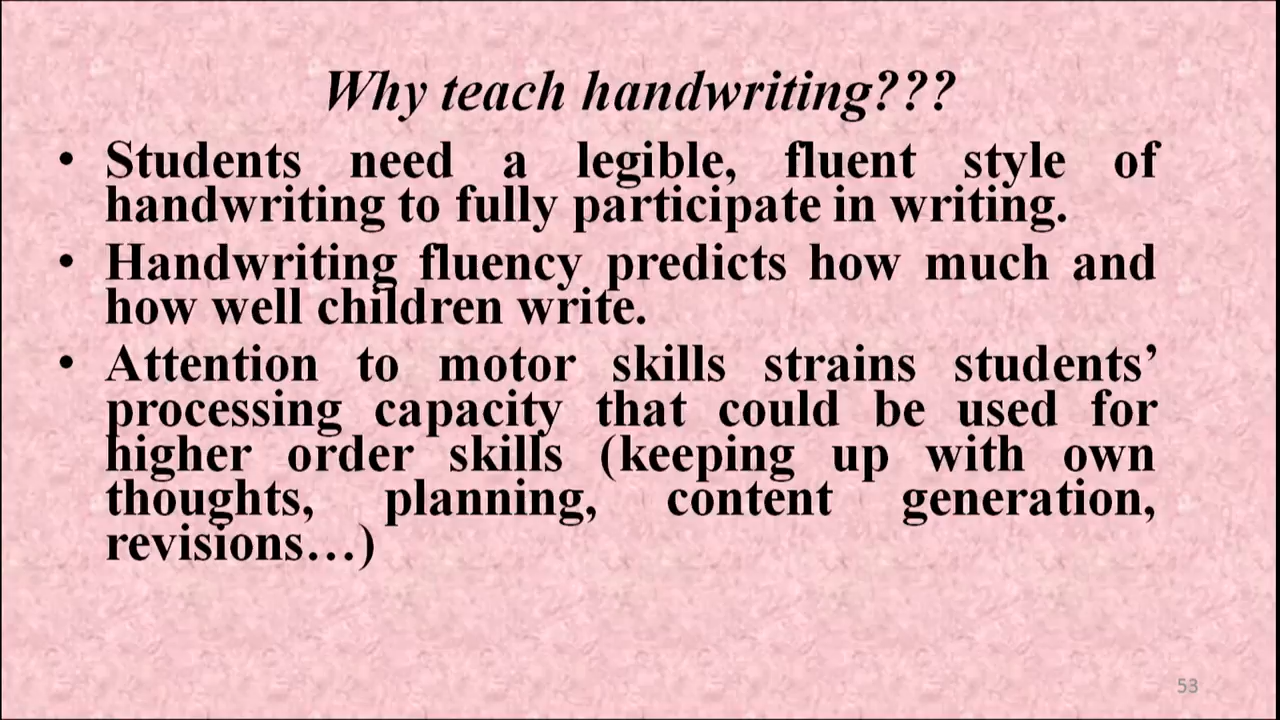 Why teach handwriting???
• Students need a legible, fluent style of
handwriting to fully participate in writing.
• Handwriting fluency predicts how much and
how well children write.
• Attention to motor skills strains students’
processing capacity that could be used for
higher order skills (keeping up with own
thoughts, planning, content generation,
revisions…)
53